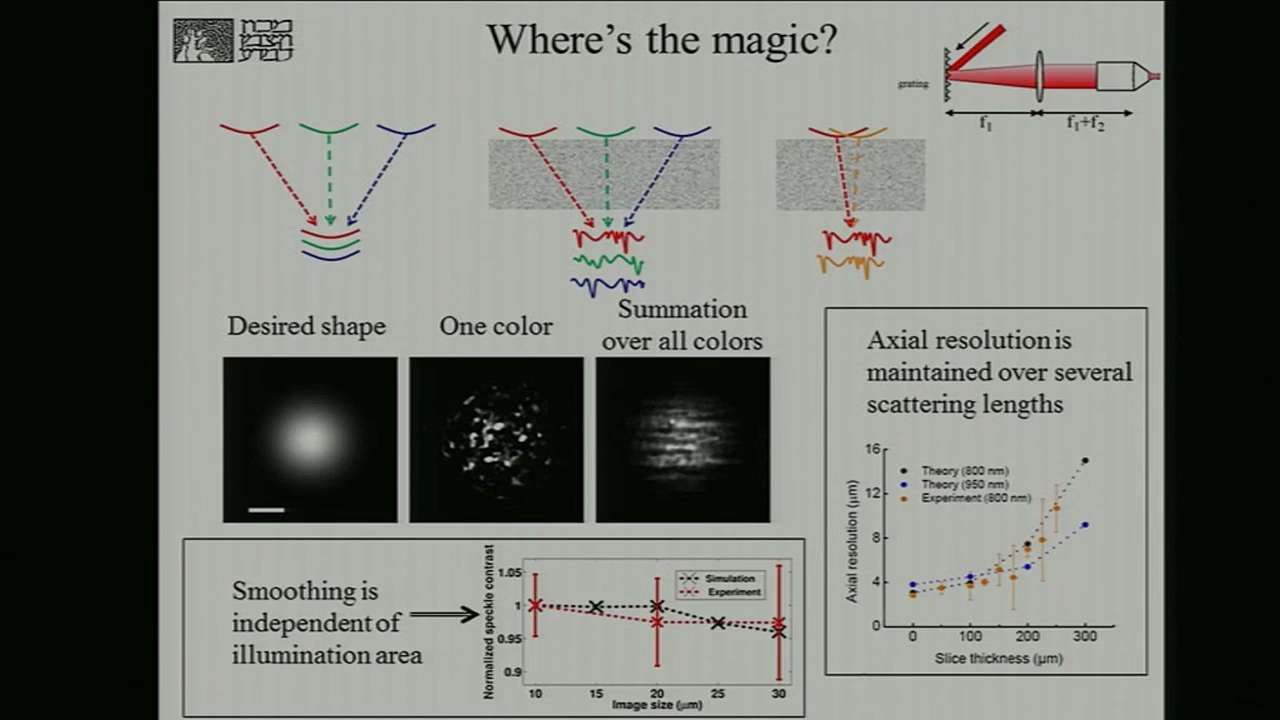 Where's the magic?
grating
f1
f1+f2
Desired shape
One color
Summation
over all colors
Axial resolution is
maintained over several
scattering lengths
16
12
8
4
0
Axial resolution (μm)
Theory (800 nm)
Theory (950 nm)
Experiment (800 nm)
0
100
200
300
Slice thickness (μm)
Smoothing is
independent of
illumination area
Normalized speckle contrast
1.05
1
0.95
0.9
Simulation
Experiment
10
15
20
25
30
Image size (μm)